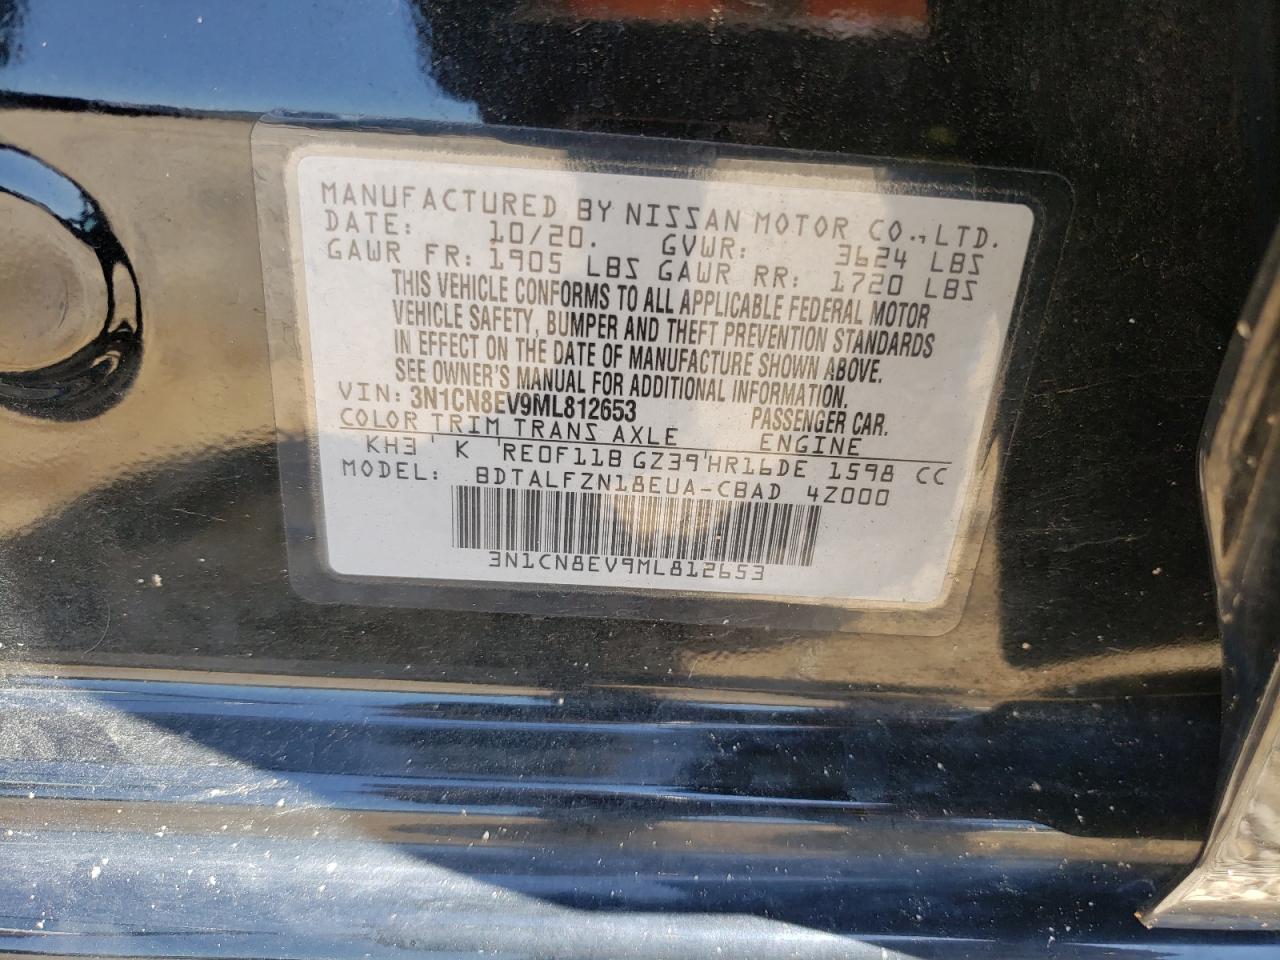 MANUFACTURED BY NISSAN MOTOR CO.,LTD.
DATE: 10/20. GVWR: 3624 LBS
GAWR FR: 1905 LBS GAWR RR: 1720 LBS
THIS VEHICLE CONFORMS TO ALL APPLICABLE FEDERAL MOTOR
VEHICLE SAFETY, BUMPER AND THEFT PREVENTION STANDARDS
IN EFFECT ON THE DATE OF MANUFACTURE SHOWN ABOVE.
SEE OWNER'S MANUAL FOR ADDITIONAL INFORMATION.
VIN: 3N1CN8EV9ML812653 PASSENGER CAR.
COLOR TRIM TRANS AXLE ENGINE
KH3 ' K 'RE0F11B GZ39'HR16DE 1598 CC
MODEL: BDTALFZN18EUA-CBAD 4Z000
3N1CN8EV9ML812653